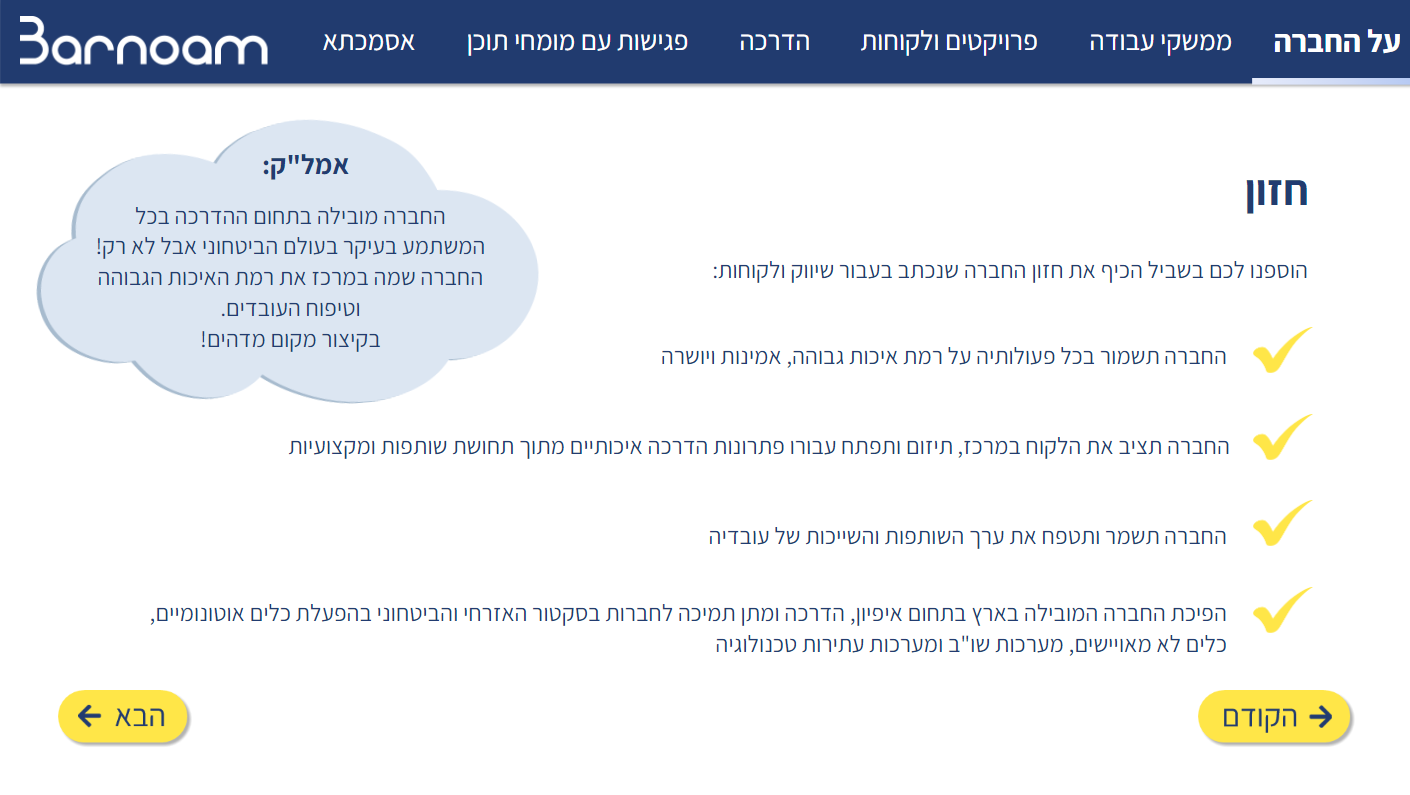 על החברה
ממשקי עבודה
פרויקטים ולקוחות
הדרכה
פגישות עם מומחי תוכן
אסמכתא
Barnoam
חזון
הוספנו לכם בשביל הכיף את חזון החברה שנכתב בעבור שיווק ולקוחות:
החברה תשמור בכל פעולותיה על רמת איכות גבוהה, אמינות ויושרה
החברה תציב את הלקוח במרכז, תיזום ותפתח עבורו פתרונות הדרכה איכותיים מתוך תחושת שותפות ומקצועיות
החברה תשמר ותטפח את ערך השותפות והשייכות של עובדיה
הפיכת החברה המובילה בארץ בתחום איפיון, הדרכה ומתן תמיכה לחברות בסקטור האזרחי והביטחוני בהפעלת כלים אוטונומיים,
כלים לא מאויישים, מערכות שו"ב ומערכות עתירות טכנולוגיה
אמל"ק:
החברה מובילה בתחום ההדרכה בכל
המשתמע בעיקר בעולם הביטחוני אבל לא רק!
החברה שמה במרכז את רמת האיכות הגבוהה
וטיפוח העובדים.
בקיצור מקום מדהים!
הקודם
הבא